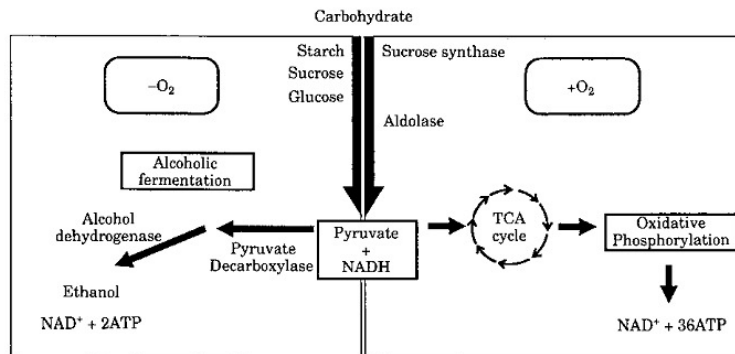 Carbohydrate
Starch
Sucrose
Glucose
Sucrose synthase
Aldolase
–O₂
+O₂
Alcoholic
fermentation
Alcohol
dehydrogenase
Pyruvate
Decarboxylase
Pyruvate
+
NADH
TCA
cycle
Oxidative
Phosphorylation
Ethanol
NAD⁺ + 2ATP
NAD⁺ + 36ATP